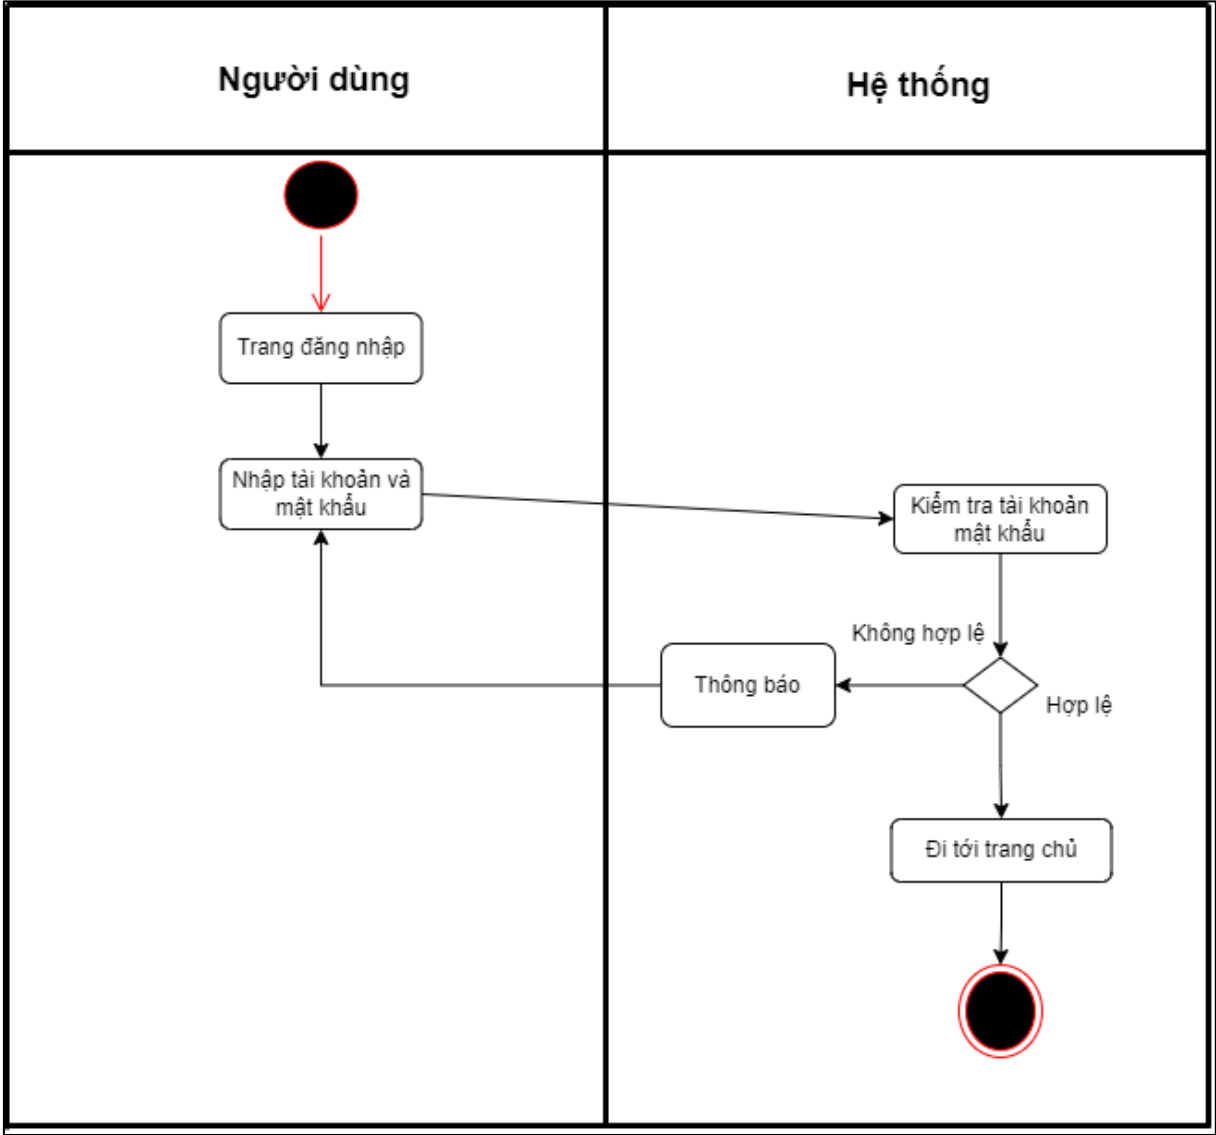 Người dùng
Hệ thống
Trang đăng nhập
Nhập tài khoản và
mật khẩu
Kiểm tra tài khoản
mật khẩu
Không hợp lệ
Thông báo
Hợp lệ
Đi tới trang chủ